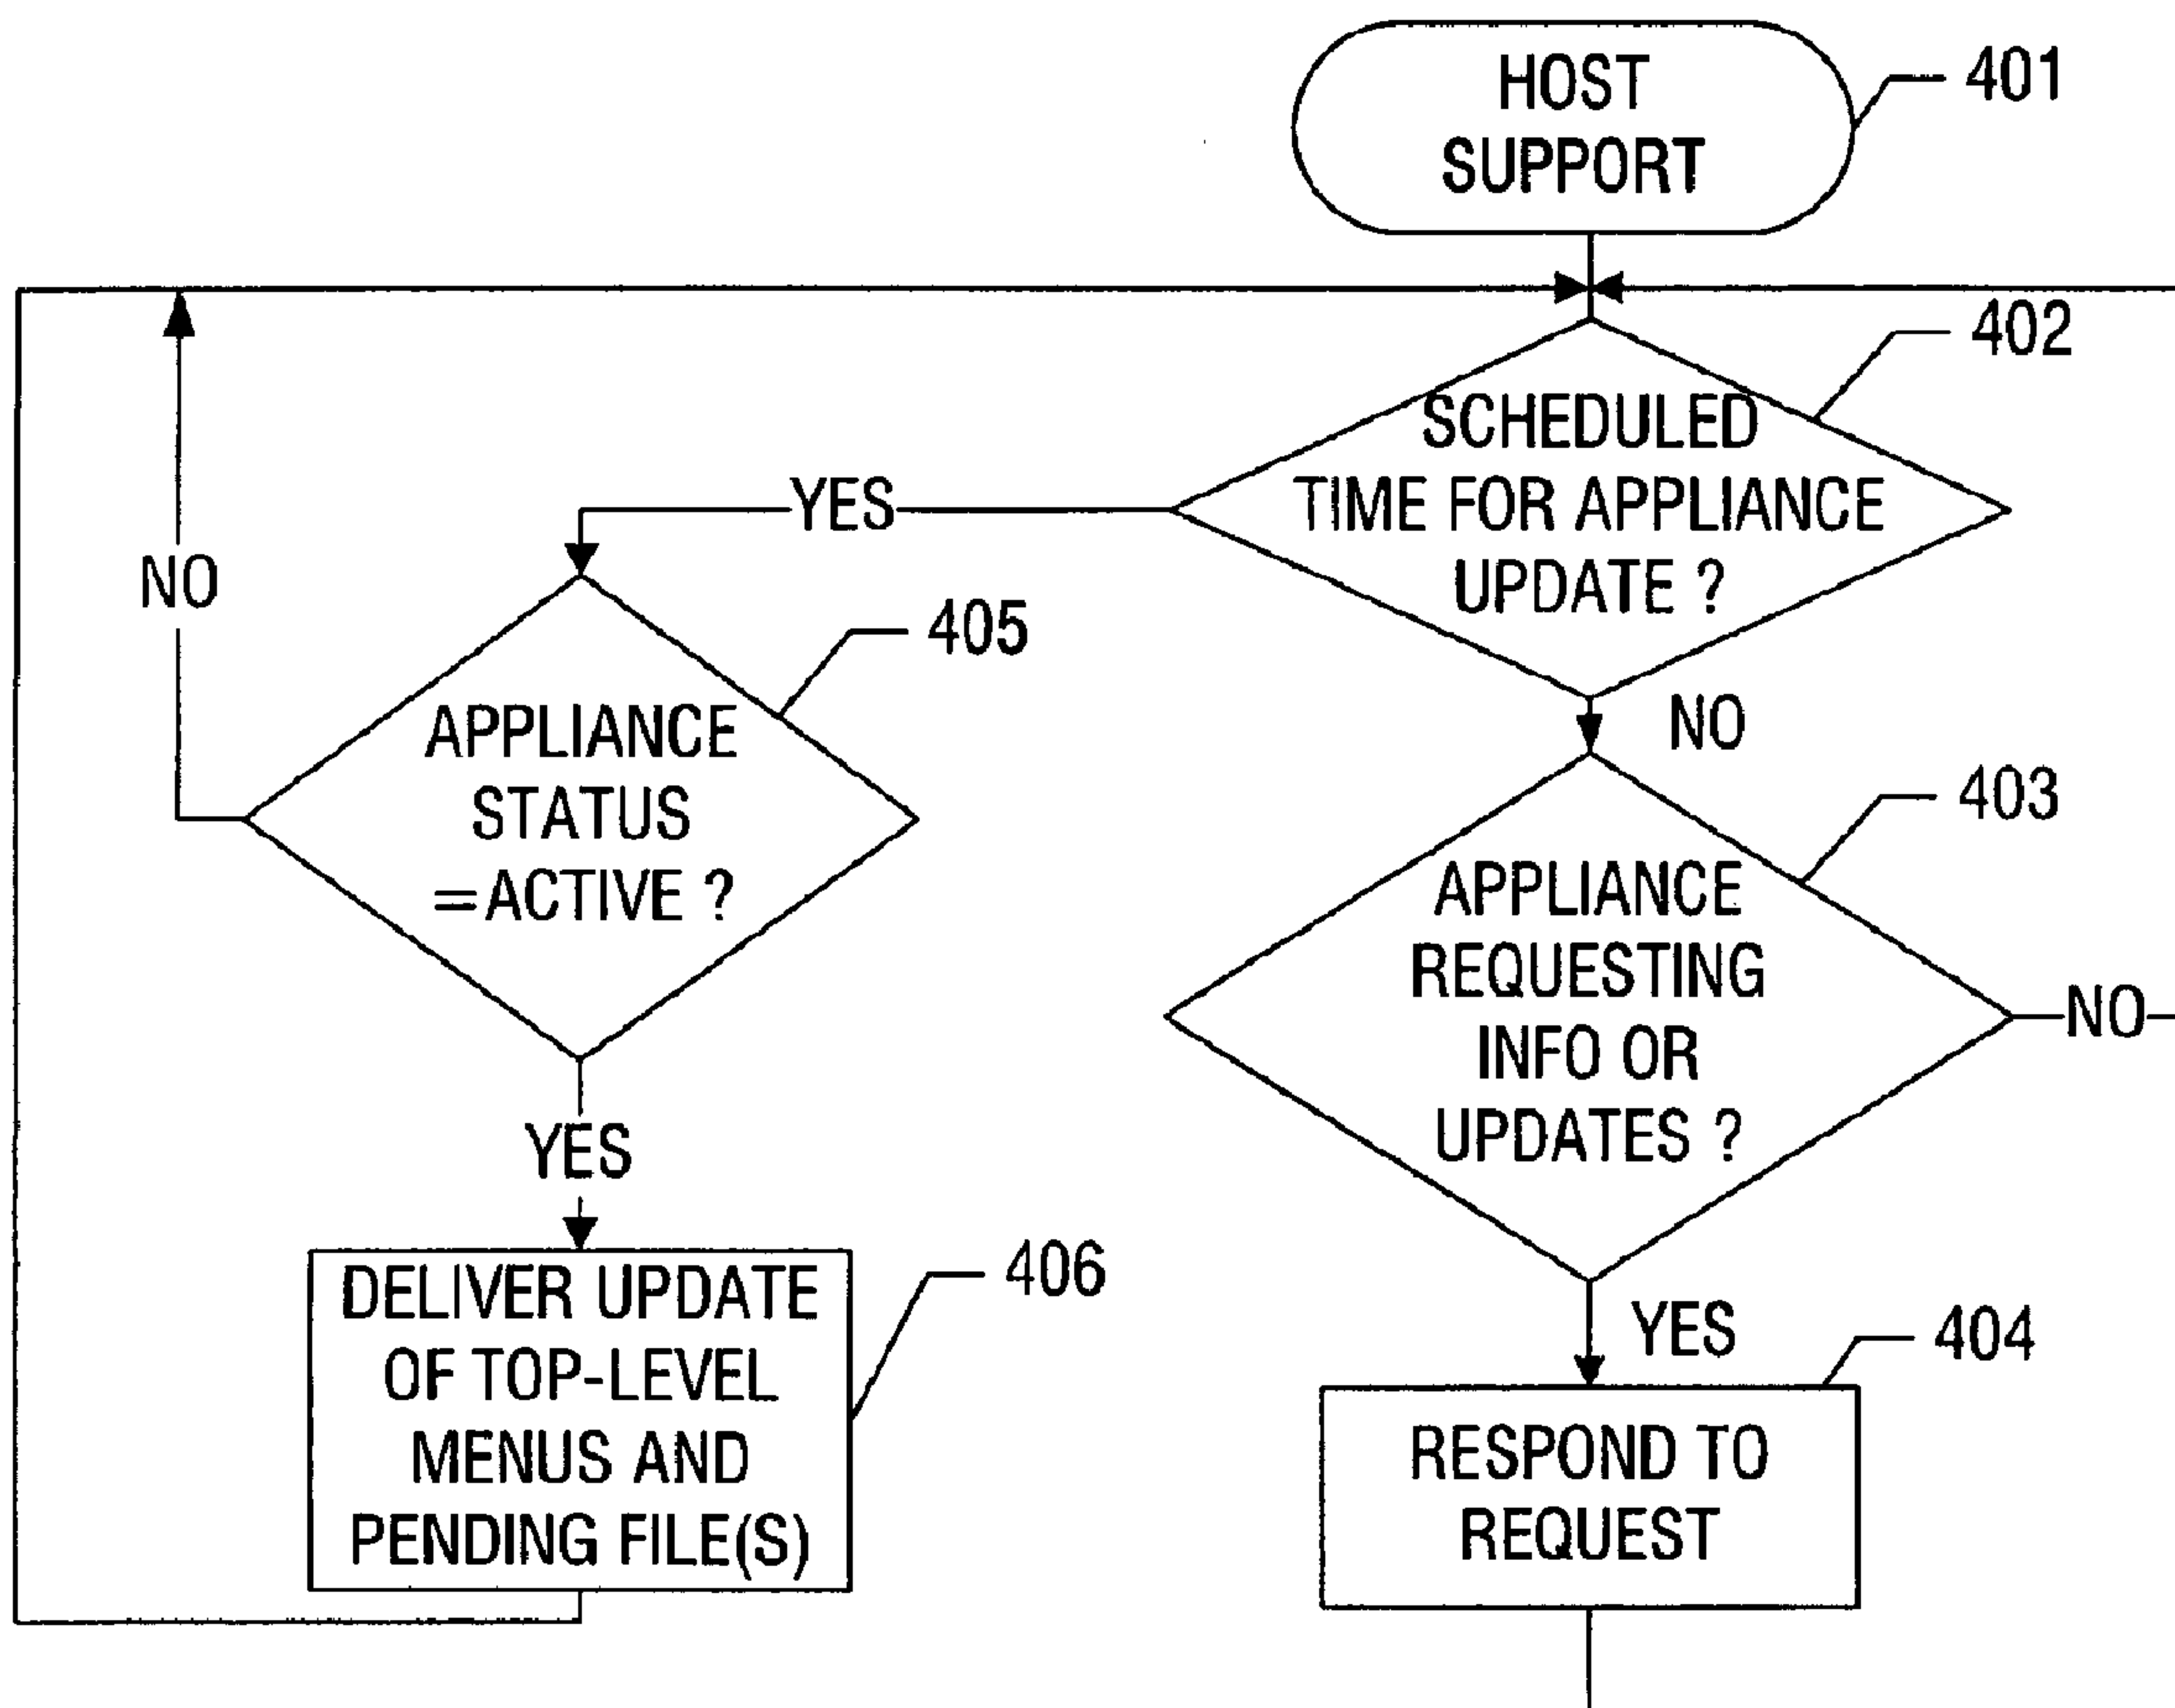 HOST
SUPPORT
401
402
SCHEDULED
TIME FOR APPLIANCE
UPDATE ?
YES
NO
NO
405
APPLIANCE
STATUS
=ACTIVE ?
403
APPLIANCE
REQUESTING
INFO OR
UPDATES ?
NO
YES
YES
406
DELIVER UPDATE
OF TOP-LEVEL
MENUS AND
PENDING FILE(S)
404
RESPOND TO
REQUEST